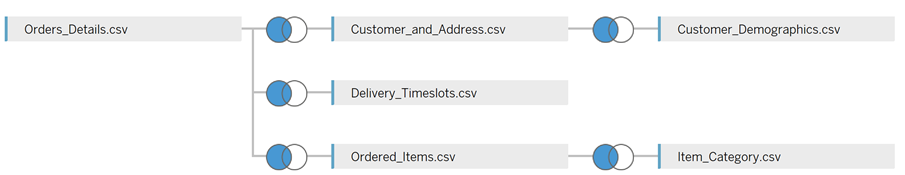 Orders_Details.csv
Customer_and_Address.csv
Customer_Demographics.csv
Delivery_Timeslots.csv
Ordered_Items.csv
Item_Category.csv